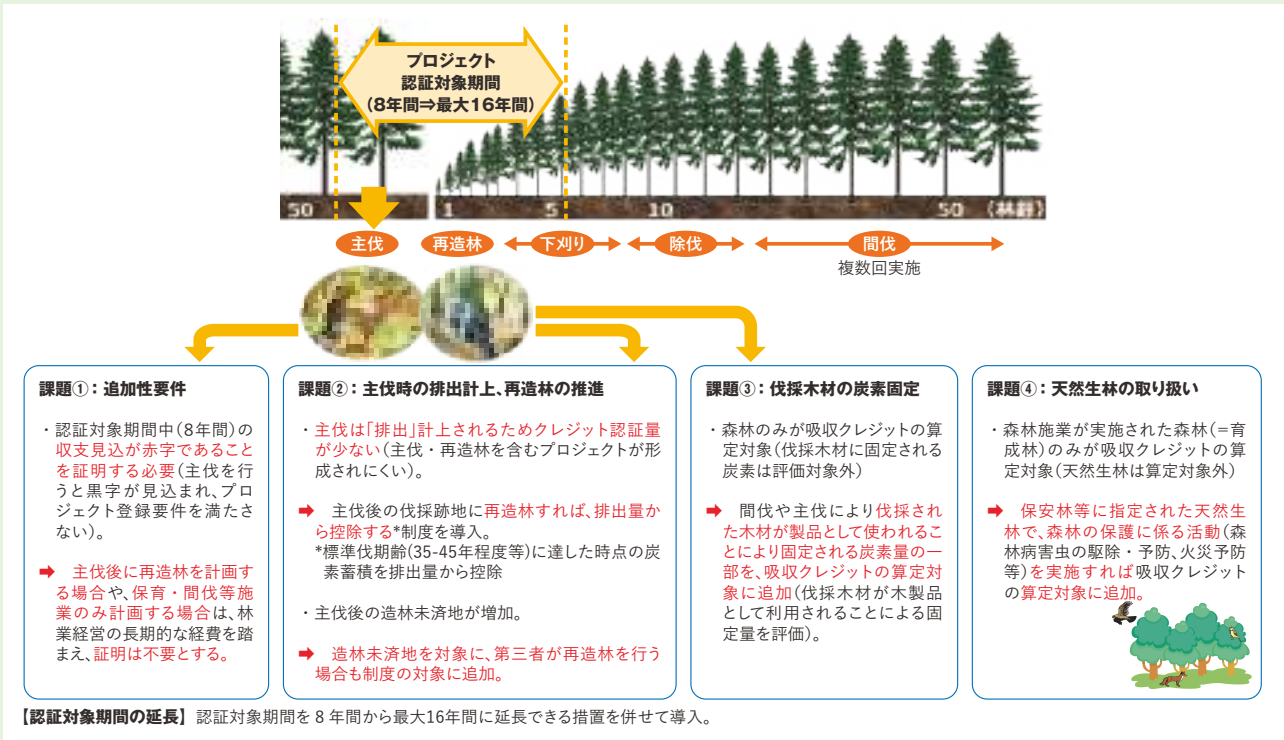 プロジェクト
認証対象期間
(8年間⇒最大16年間)
50
1
5
10
50
(林齢)
主伐
再造林
下刈り
除伐
間伐
複数回実施
課題①：追加性要件
・認証対象期間中(8年間)の
収支見込が赤字であること
を証明する必要(主伐を行
うと黒字が見込まれ、プロ
ジェクト登録要件を満たさ
ない)。
➡ 主伐後に再造林を計画す
る場合や、保育・間伐等施
業のみ計画する場合は、林
業経営の長期的な経費を踏
まえ、証明は不要とする。
課題②：主伐時の排出計上、再造林の推進
・主伐は「排出」計上されるためクレジット認証量
が少ない(主伐・再造林を含むプロジェクトが形
成されにくい)。
➡ 主伐後の伐採跡地に再造林すれば、排出量か
ら控除する*制度を導入。
*標準伐期齢(35-45年程度等)に達した時点の炭
素蓄積を排出量から控除
・主伐後の造林未済地が増加。
➡ 造林未済地を対象に、第三者が再造林を行う
場合も制度の対象に追加。
課題③：伐採木材の炭素固定
・森林のみが吸収クレジットの算
定対象(伐採木材に固定される
炭素は評価対象外)
➡ 間伐や主伐により伐採され
た木材が製品として使われるこ
とにより固定される炭素量の一
部を、吸収クレジットの算定対
象に追加(伐採木材が木製品
として利用されることによる固
定量を評価)。
課題④：天然生林の取り扱い
・森林施業が実施された森林(=育
成林)のみが吸収クレジットの算
定対象(天然生林は算定対象外)
➡ 保安林等に指定された天然生
林で、森林の保護に係る活動(森
林病害虫の駆除・予防、火災予防
等)を実施すれば吸収クレジット
の算定対象に追加。
【認証対象期間の延長】 認証対象期間を８年間から最大16年間に延長できる措置を併せて導入。